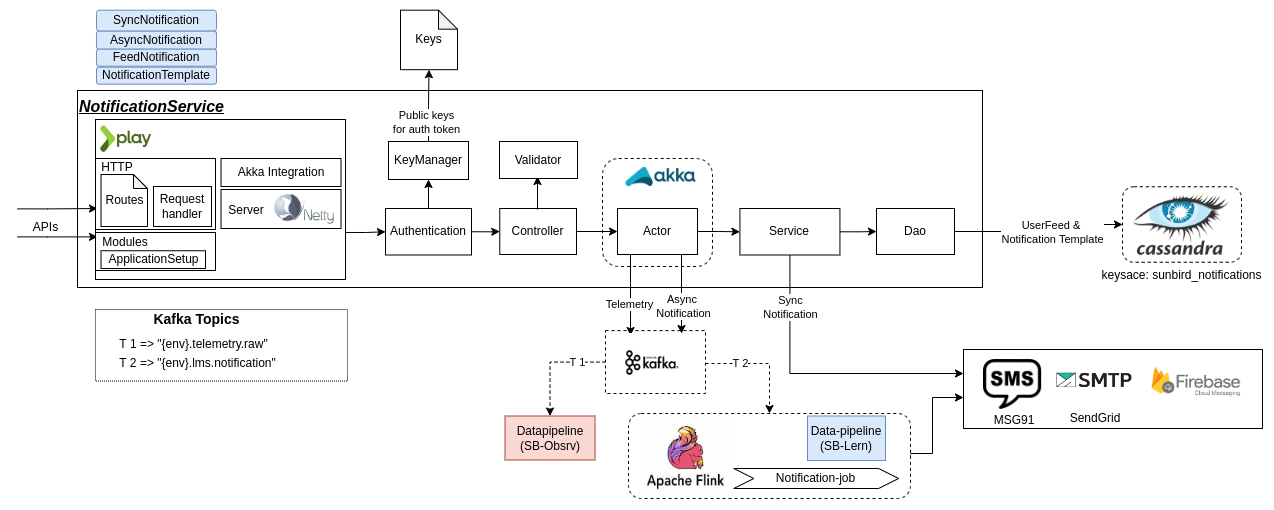 SyncNotification
AsyncNotification
FeedNotification
NotificationTemplate
Keys
NotificationService
play
HTTP
Routes
Request
handler
Akka Integration
Server
Netty
Modules
ApplicationSetup
APIs
Public keys
for auth token
KeyManager
Validator
akka
Authentication
Controller
Actor
Service
Dao
UserFeed &
Notification Template
cassandra
keysace: sunbird_notifications
Telemetry
Async
Notification
Sync
Notification
Kafka Topics
T 1 => "{env}.telemetry.raw"
T 2 => "{env}.lms.notification"
T 1
kafka
T 2
Datapipeline
(SB-Obsrv)
Apache Flink
Data-pipeline
(SB-Lern)
Notification-job
SMS
MSG91
SMTP
SendGrid
Firebase
Cloud Messaging